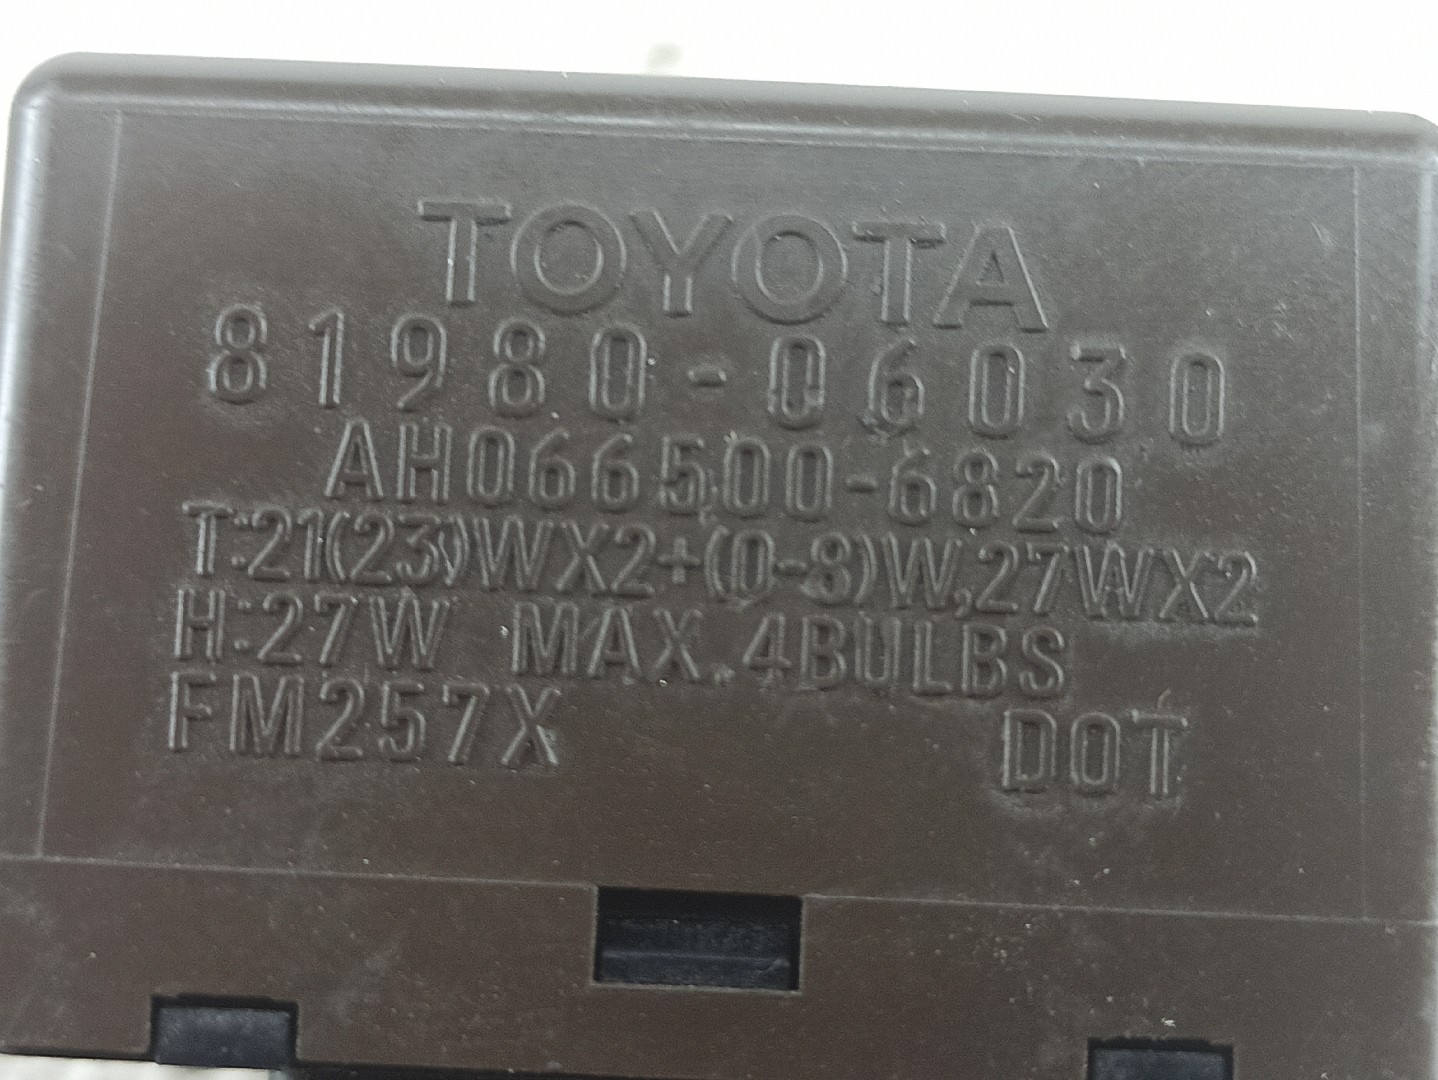 TOYOTA
81980-06030
AH066500-6820
T:21(23)WX2+(0-8)W,27WX2
H:27W MAX.4BULBS
FM257X DOT